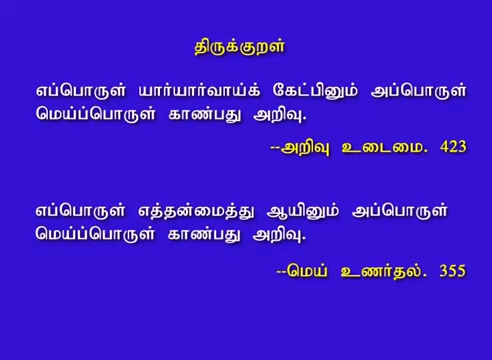 திருக்குறள்
எப்பொருள் யார்யார்வாய்க் கேட்பினும் அப்பொருள்
மெய்ப்பொருள் காண்பது அறிவு.
--அறிவு உடைமை. 423
எப்பொருள் எத்தன்மைத்து ஆயினும் அப்பொருள்
மெய்ப்பொருள் காண்பது அறிவு.
--மெய் உணர்தல். 355